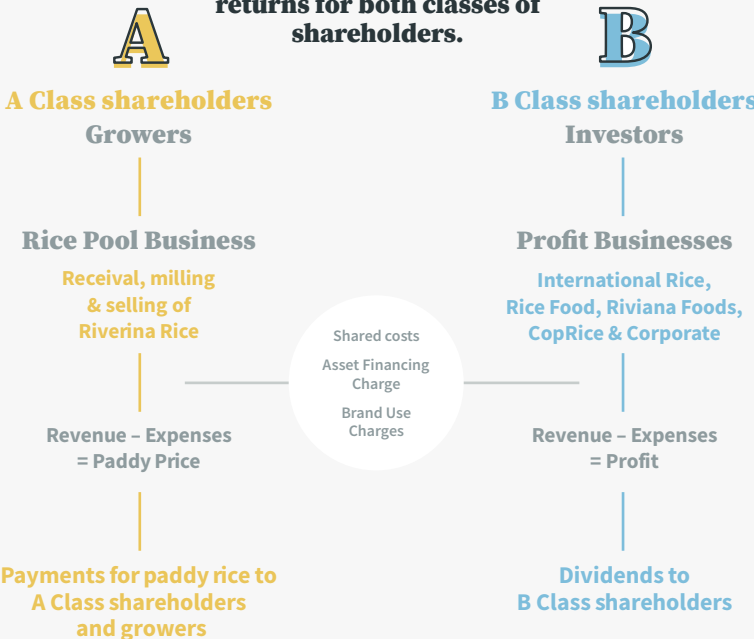 returns for both classes of
shareholders.
A
A Class shareholders
Growers
Rice Pool Business
Receival, milling
& selling of
Riverina Rice
Revenue – Expenses
= Paddy Price
Payments for paddy rice to
A Class shareholders
and growers
Shared costs
Asset Financing
Charge
Brand Use
Charges
B
B Class shareholders
Investors
Profit Businesses
International Rice,
Rice Food, Riviana Foods,
CopRice & Corporate
Revenue – Expenses
= Profit
Dividends to
B Class shareholders